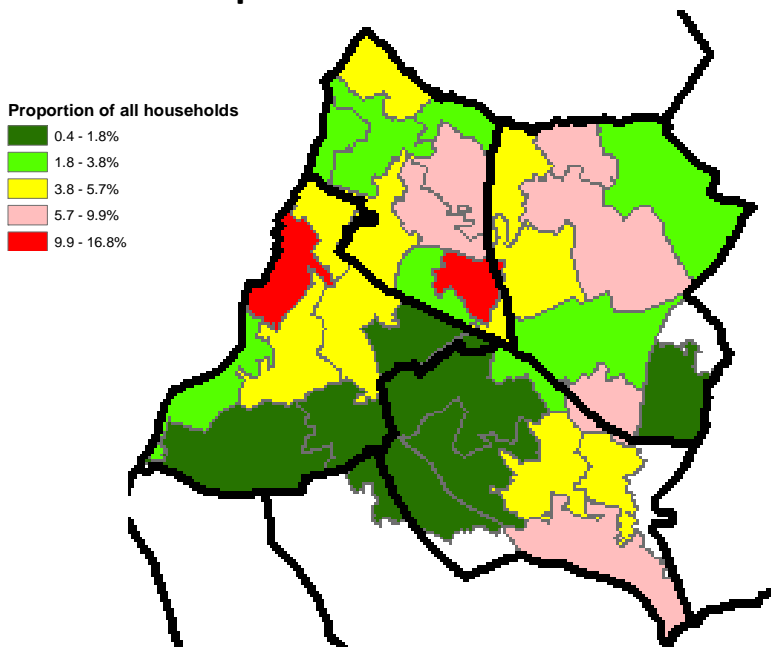 Proportion of all households
0.4 - 1.8%
1.8 - 3.8%
3.8 - 5.7%
5.7 - 9.9%
9.9 - 16.8%